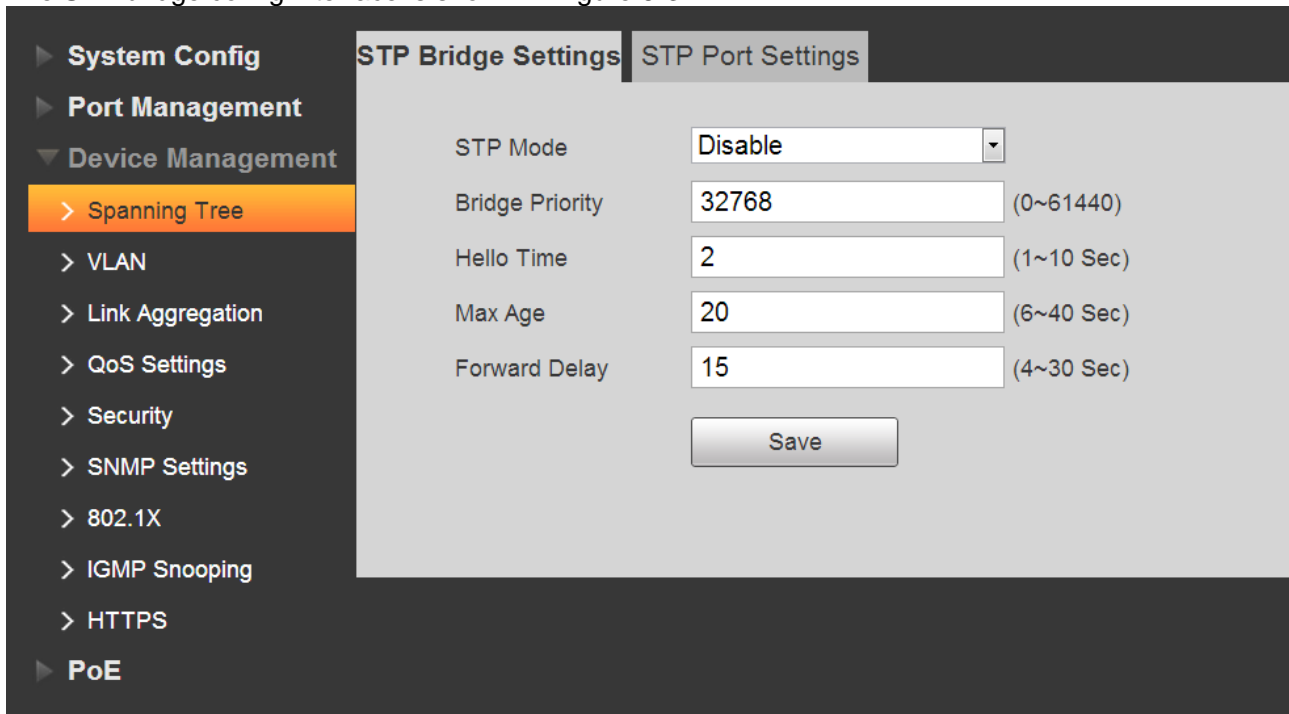 System Config
Port Management
Device Management
Spanning Tree
VLAN
Link Aggregation
QoS Settings
Security
SNMP Settings
802.1X
IGMP Snooping
HTTPS
PoE
STP Bridge Settings STP Port Settings
STP Mode Disable
Bridge Priority 32768 (0~61440)
Hello Time 2 (1~10 Sec)
Max Age 20 (6~40 Sec)
Forward Delay 15 (4~30 Sec)
Save